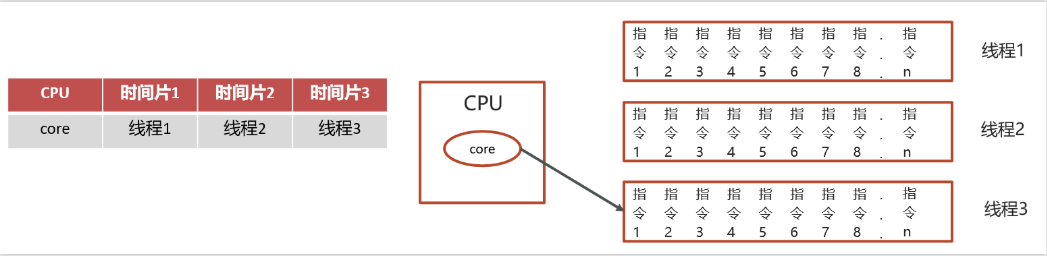 CPU 时间片1 时间片2 时间片3
core 线程1 线程2 线程3
CPU
core
指 指 指 指 指 指 指 指 . 指
令 令 令 令 令 令 令 令 . 令
1 2 3 4 5 6 7 8 . n
线程1
指 指 指 指 指 指 指 指 . 指
令 令 令 令 令 令 令 令 . 令
1 2 3 4 5 6 7 8 . n
线程2
指 指 指 指 指 指 指 指 . 指
令 令 令 令 令 令 令 令 . 令
1 2 3 4 5 6 7 8 . n
线程3